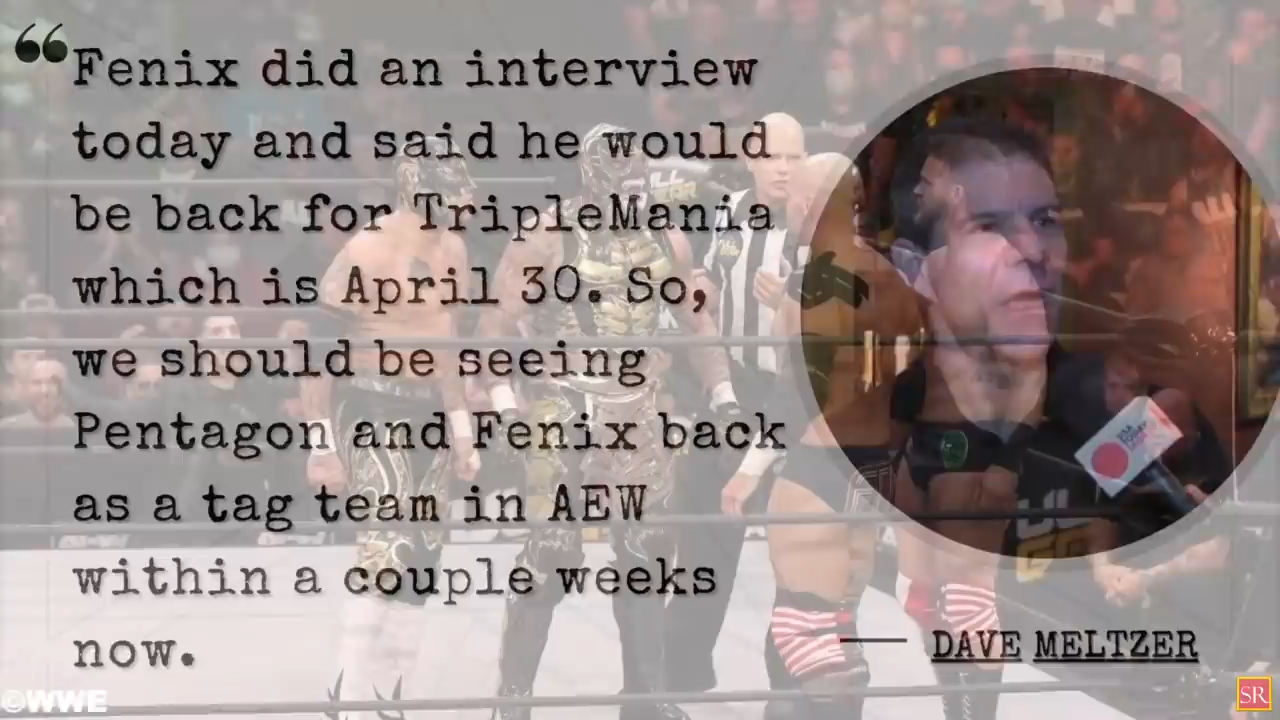 “Fenix did an interview
today and said he would
be back for TripleMania
which is April 30. So,
we should be seeing
Pentagon and Fenix back
as a tag team in AEW
within a couple weeks
now.
— DAVE MELTZER
©WWE
SR